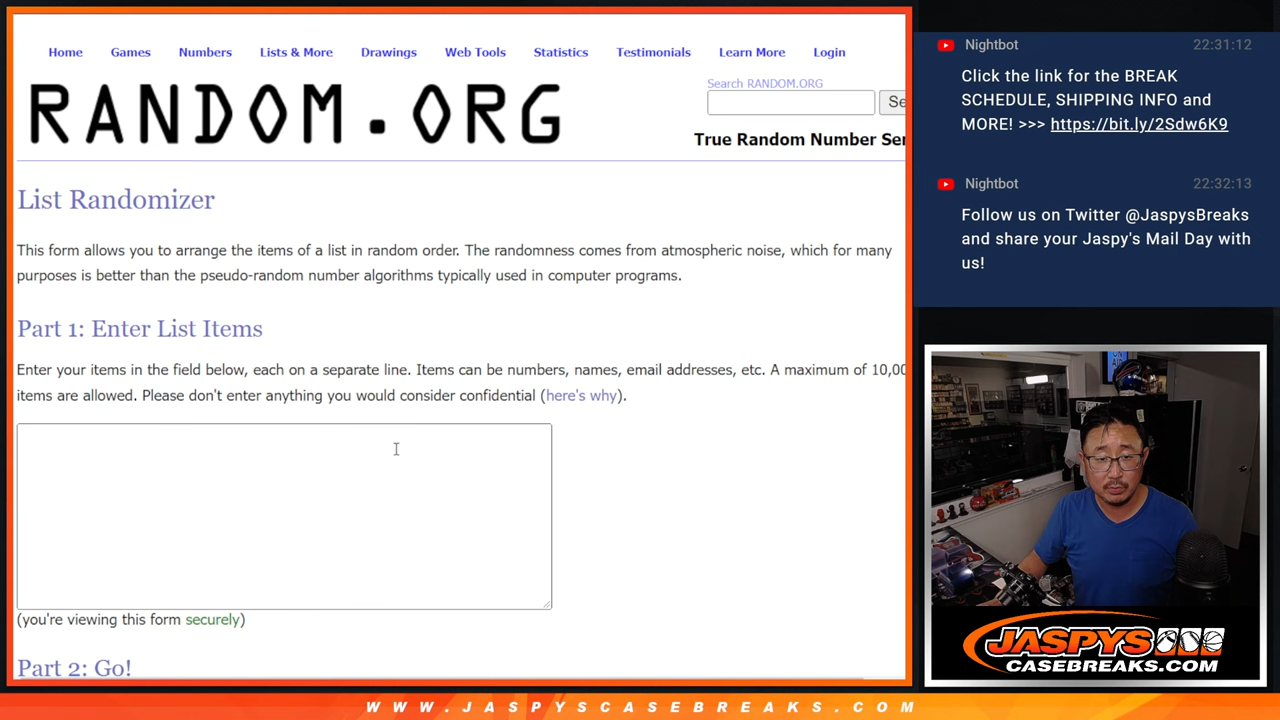 Home Games Numbers Lists & More Drawings Web Tools Statistics Testimonials Learn More Login
RANDOM.ORG
Search RANDOM.ORG
Se
True Random Number Ser
List Randomizer
This form allows you to arrange the items of a list in random order. The randomness comes from atmospheric noise, which for many
purposes is better than the pseudo-random number algorithms typically used in computer programs.
Part 1: Enter List Items
Enter your items in the field below, each on a separate line. Items can be numbers, names, email addresses, etc. A maximum of 10,00
items are allowed. Please don't enter anything you would consider confidential (here's why).
(you're viewing this form securely)
Part 2: Go!
Nightbot 22:31:12
Click the link for the BREAK
SCHEDULE, SHIPPING INFO and
MORE! >>> https://bit.ly/2Sdw6K9
Nightbot 22:32:13
Follow us on Twitter @JaspysBreaks
and share your Jaspy's Mail Day with
us!
JASPYS
CASEBREAKS.COM
WWW.JASPYSCASEBREAKS.COM